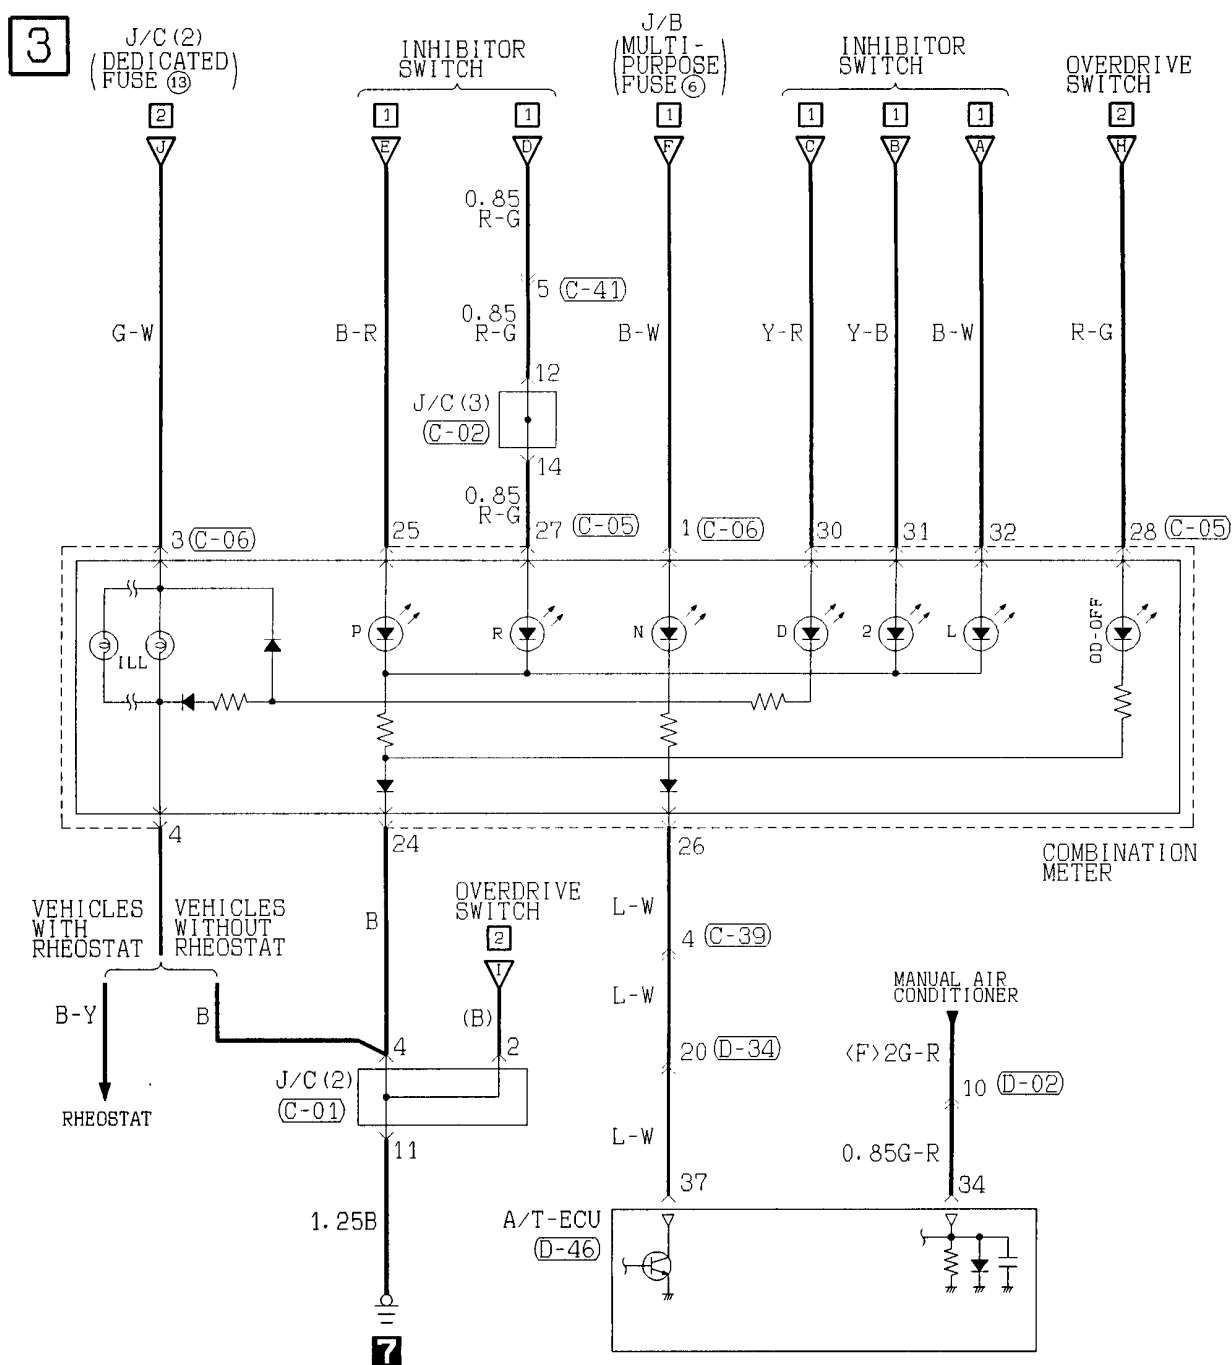 3
J/C(2)
(DEDICATED)
FUSE ⑬
INHIBITOR
SWITCH
J/B
(MULTI-
PURPOSE)
FUSE ⑥
INHIBITOR
SWITCH
OVERDRIVE
SWITCH
2
1
1
1
1
1
1
2
J
E
D
F
C
B
A
H
0.85
R-G
5 (C-41)
0.85
R-G
G-W
B-R
B-W
Y-R
Y-B
B-W
R-G
12
J/C(3)
(C-02)
14
0.85
R-G
3 (C-06)
25
27 (C-05)
1 (C-06)
30
31
32
28 (C-05)
ILL
P
R
N
D
2
L
OD-OFF
4
24
26
COMBINATION
METER
VEHICLES
WITH
RHEOSTAT
VEHICLES
WITHOUT
RHEOSTAT
B
OVERDRIVE
SWITCH
2
I
L-W
4 (C-39)
B-Y
B
(B)
L-W
MANUAL AIR
CONDITIONER
4
2
20 (D-34)
<F>2G-R
10 (D-02)
J/C(2)
(C-01)
RHEOSTAT
11
L-W
0.85G-R
37
34
1.25B
A/T-ECU
(D-46)
7